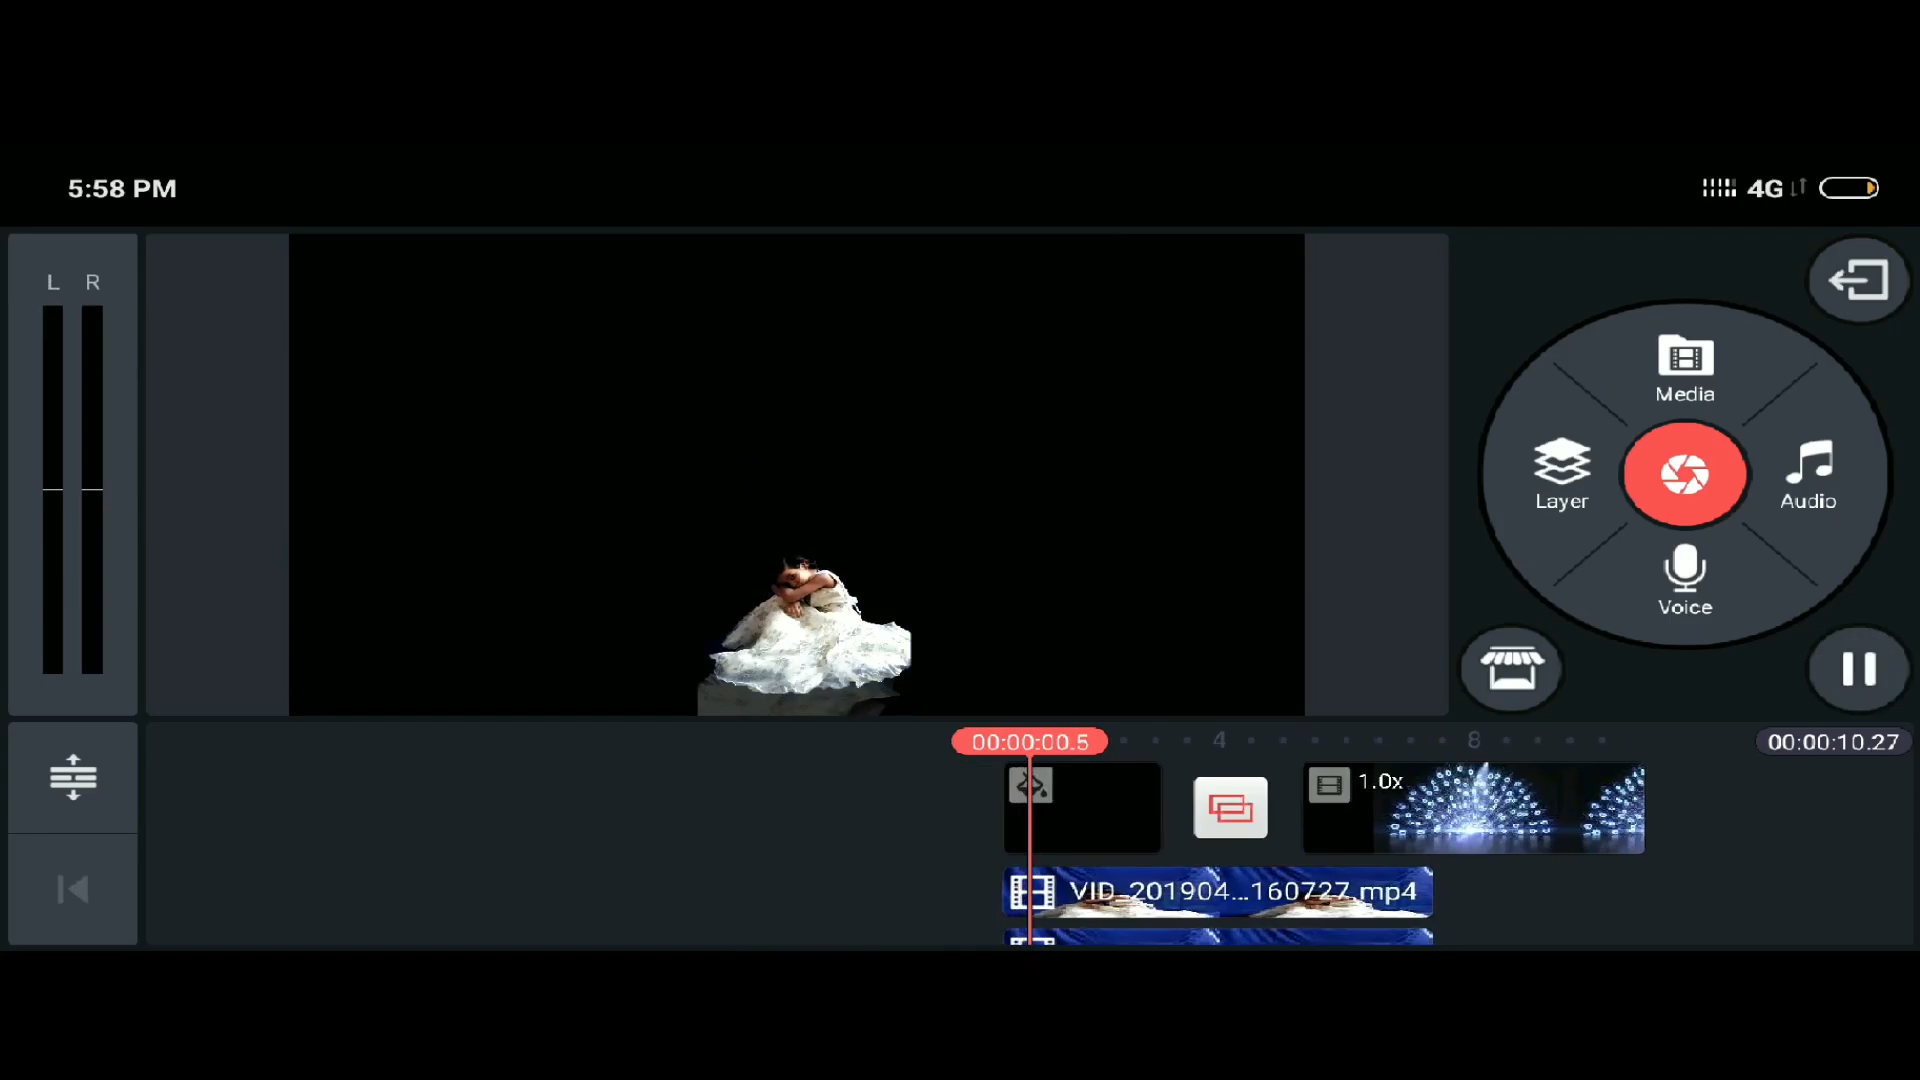 5:58 PM
4G
L R
Media
Layer
Audio
Voice
00:00:00.5
4
8
00:00:10.27
1.0x
VID_201904...160727.mp4